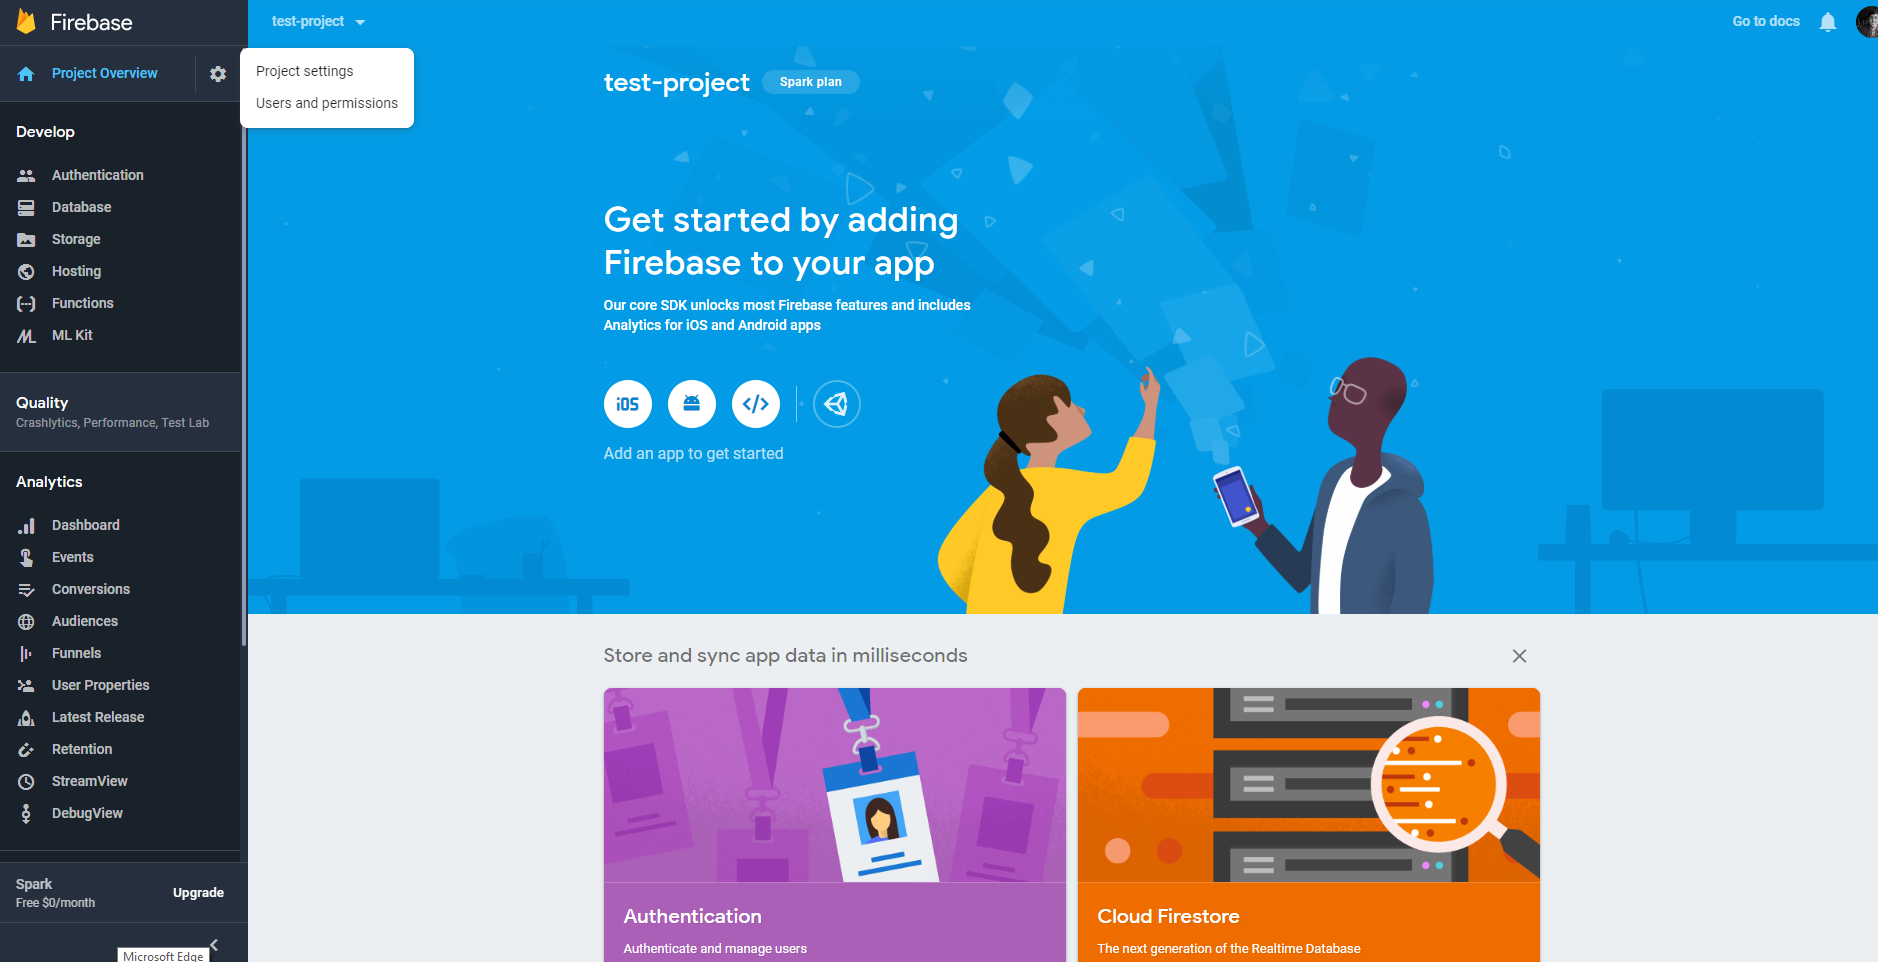 Firebase
test-project
Go to docs
Project Overview
Project settings
Users and permissions
test-project
Spark plan
Develop
Authentication
Database
Storage
Hosting
Functions
ML Kit
Quality
Crashlytics, Performance, Test Lab
Analytics
Dashboard
Events
Conversions
Audiences
Funnels
User Properties
Latest Release
Retention
StreamView
DebugView
Spark
Free $0/month
Upgrade
Microsoft Edge
Get started by adding
Firebase to your app
Our core SDK unlocks most Firebase features and includes
Analytics for iOS and Android apps
iOS
Add an app to get started
Store and sync app data in milliseconds
Authentication
Authenticate and manage users
Cloud Firestore
The next generation of the Realtime Database